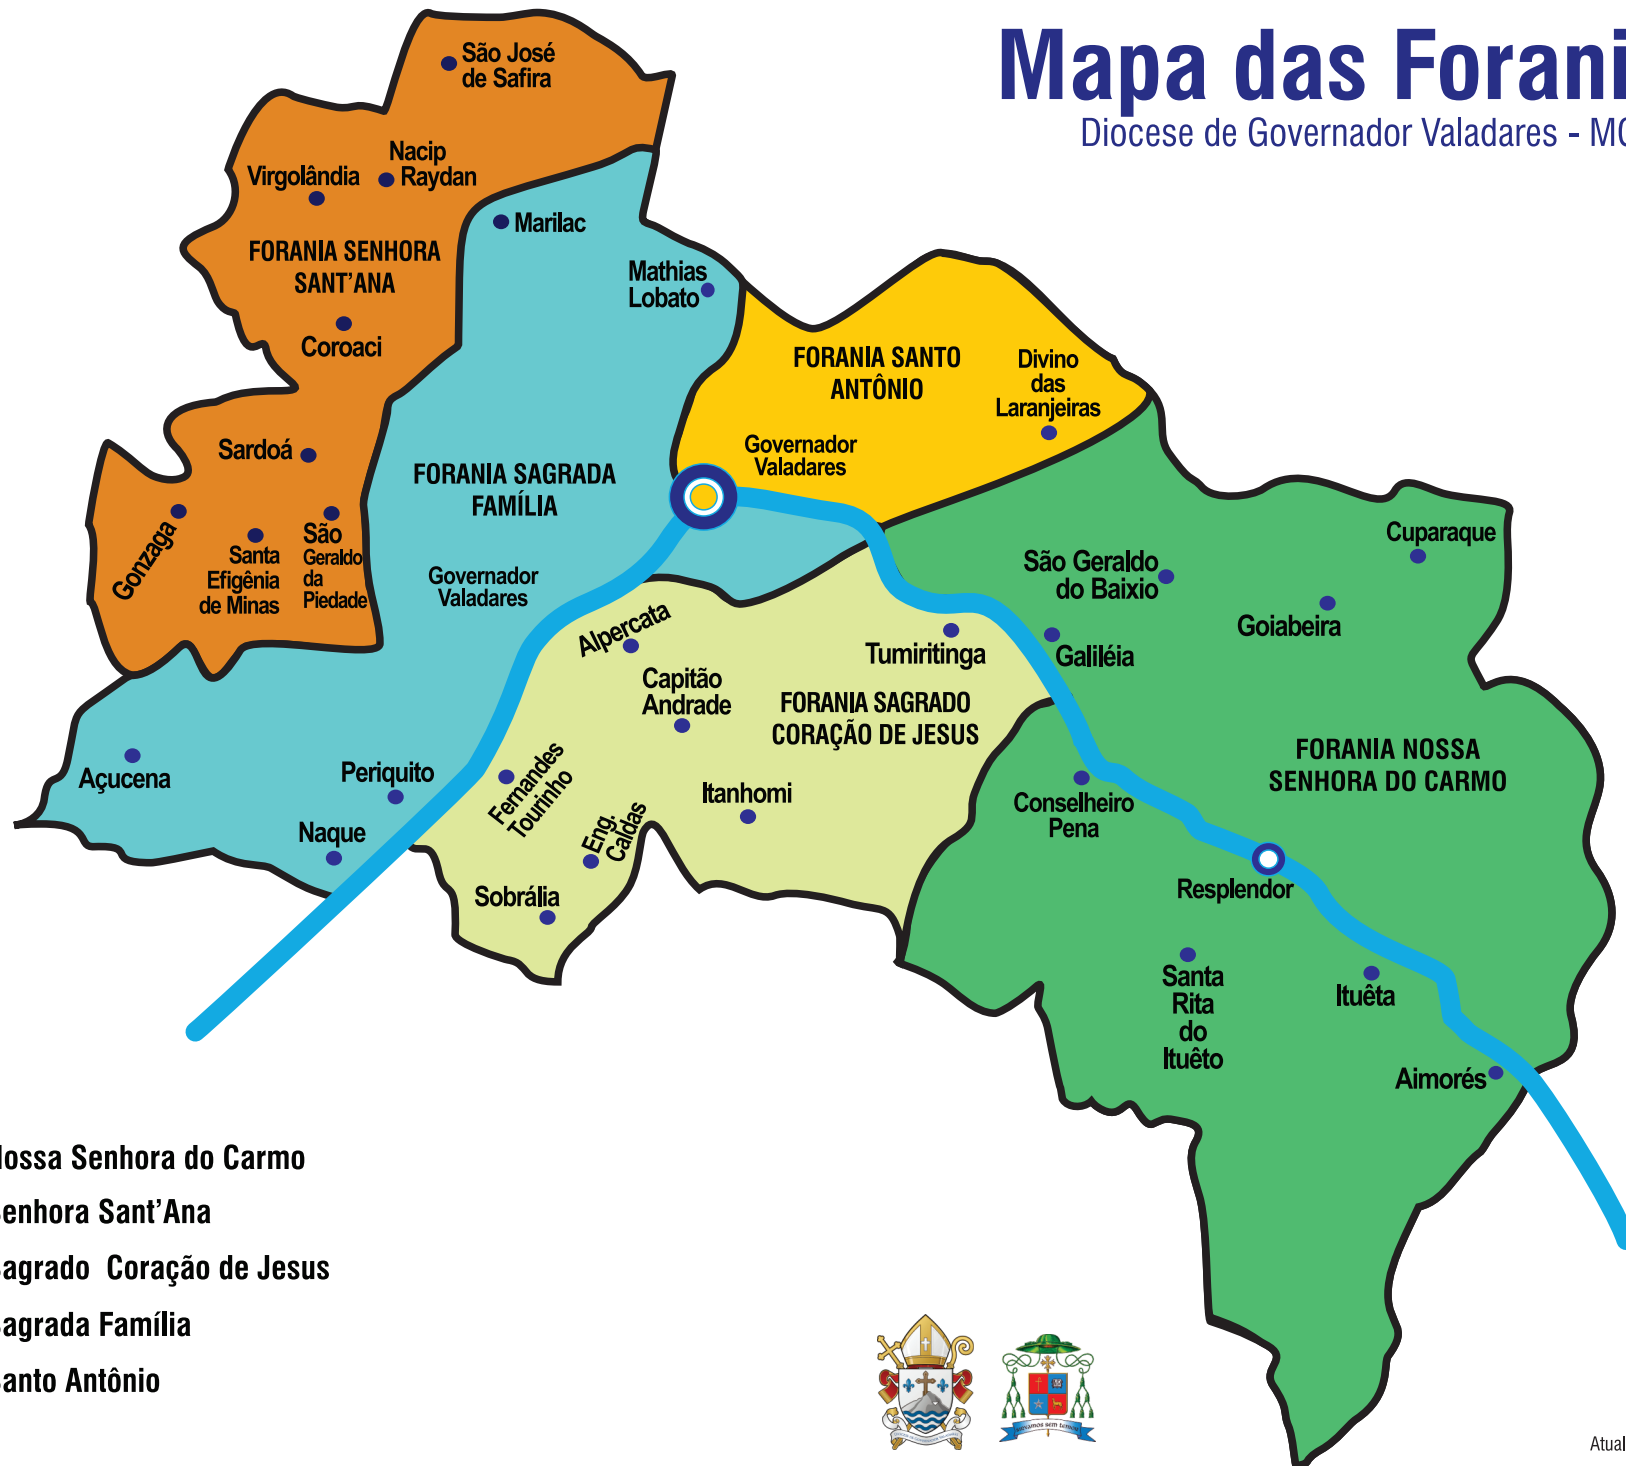 Mapa das Forani
Diocese de Governador Valadares - M
São José
de Safira
Nacip
Raydan
Virgolândia
FORANIA SENHORA
SANT'ANA
Coroaci
Marilac
Mathias
Lobato
FORANIA SANTO
ANTÔNIO
Divino
das
Laranjeiras
Governador
Valadares
Sardoá
Gonzaga
Santa
Efigênia
de Minas
São
Geraldo
da
Piedade
FORANIA SAGRADA
FAMÍLIA
Governador
Valadares
Açucena
Periquito
Naque
Alpercata
Capitão
Andrade
Tumiritinga
FORANIA SAGRADO
CORAÇÃO DE JESUS
Fernandes
Tourinho
Eng.
Caldas
Itanhomi
Sobrália
Cuparaque
São Geraldo
do Baixio
Goiabeira
Galiléia
FORANIA NOSSA
SENHORA DO CARMO
Conselheiro
Pena
Resplendor
Santa
Rita
do
Ituêto
Ituêta
Aimorés
ossa Senhora do Carmo
enhora Sant'Ana
agrado Coração de Jesus
agrada Família
anto Antônio
Atual